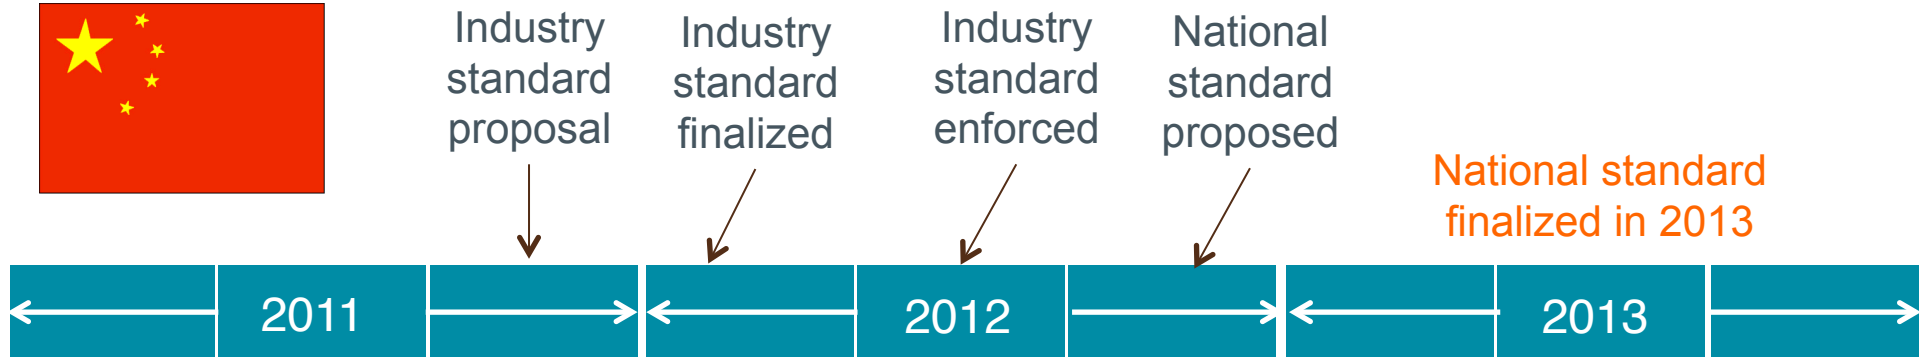 Industry
standard
proposal
Industry
standard
finalized
Industry
standard
enforced
National
standard
proposed
National standard
finalized in 2013
2011
2012
2013